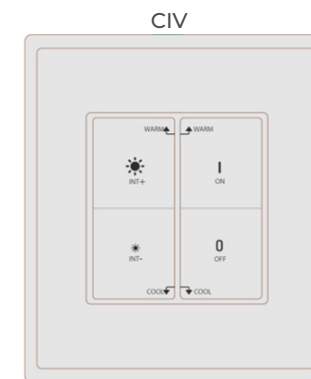 CIV
WARM WARM
INT+
I
ON
INT-
0
OFF
COOL COOL